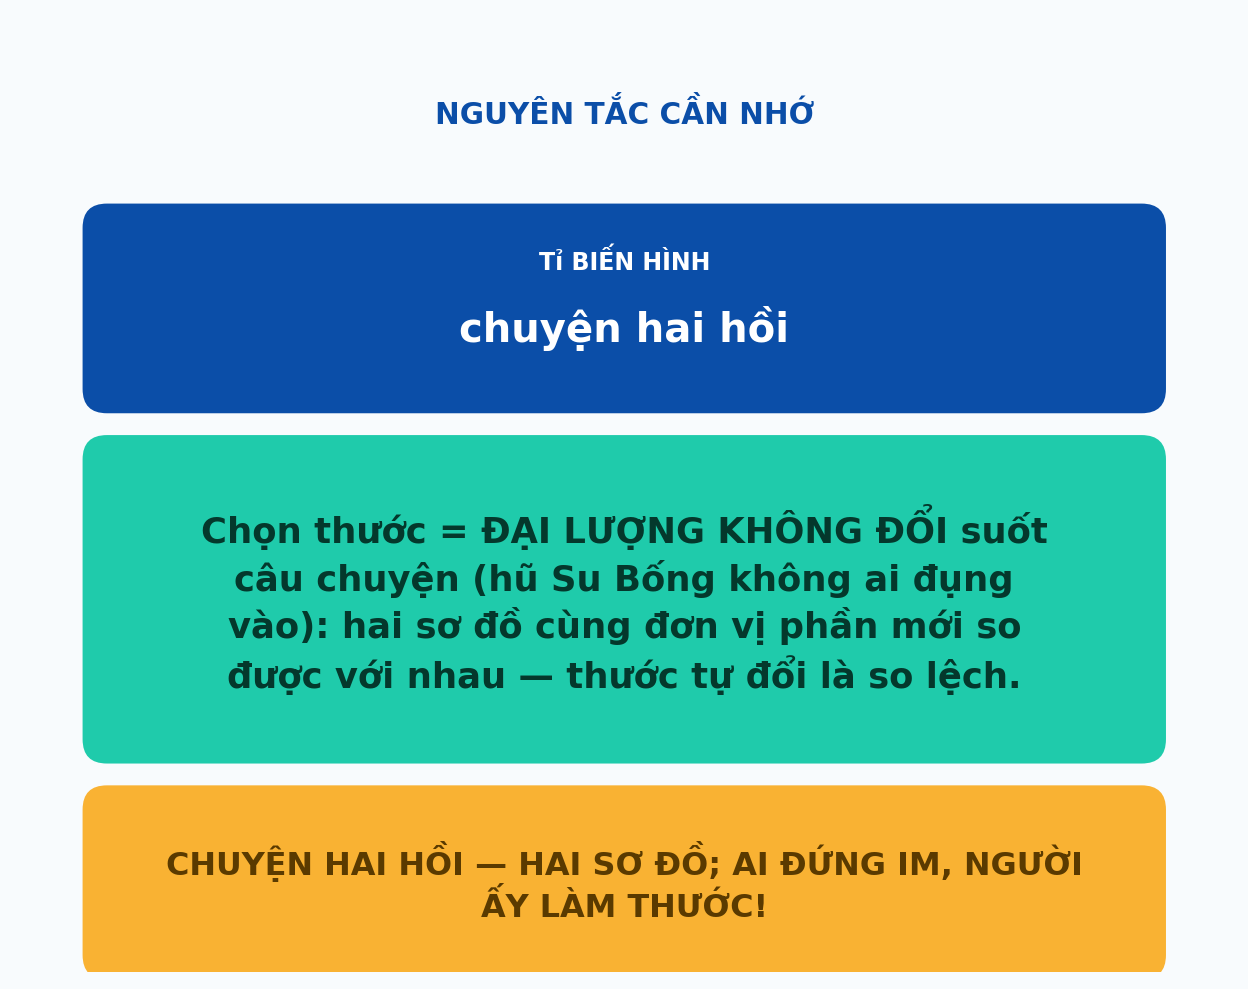 NGUYÊN TẮC CẦN NHỚ
Tỉ BIẾN HÌNH
chuyện hai hồi
Chọn thước = ĐẠI LƯỢNG KHÔNG ĐỔI suốt
câu chuyện (hũ Su Bống không ai đụng
vào): hai sơ đồ cùng đơn vị phần mới so
được với nhau — thước tự đổi là so lệch.
CHUYỆN HAI HỒI — HAI SƠ ĐỒ; AI ĐỨNG IM, NGƯỜI
ẤY LÀM THƯỚC!